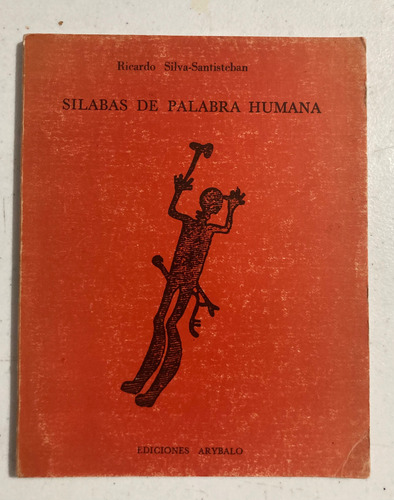 Ricardo Silva-Santisteban
SILABAS DE PALABRA HUMANA
EDICIONES ARYBALO